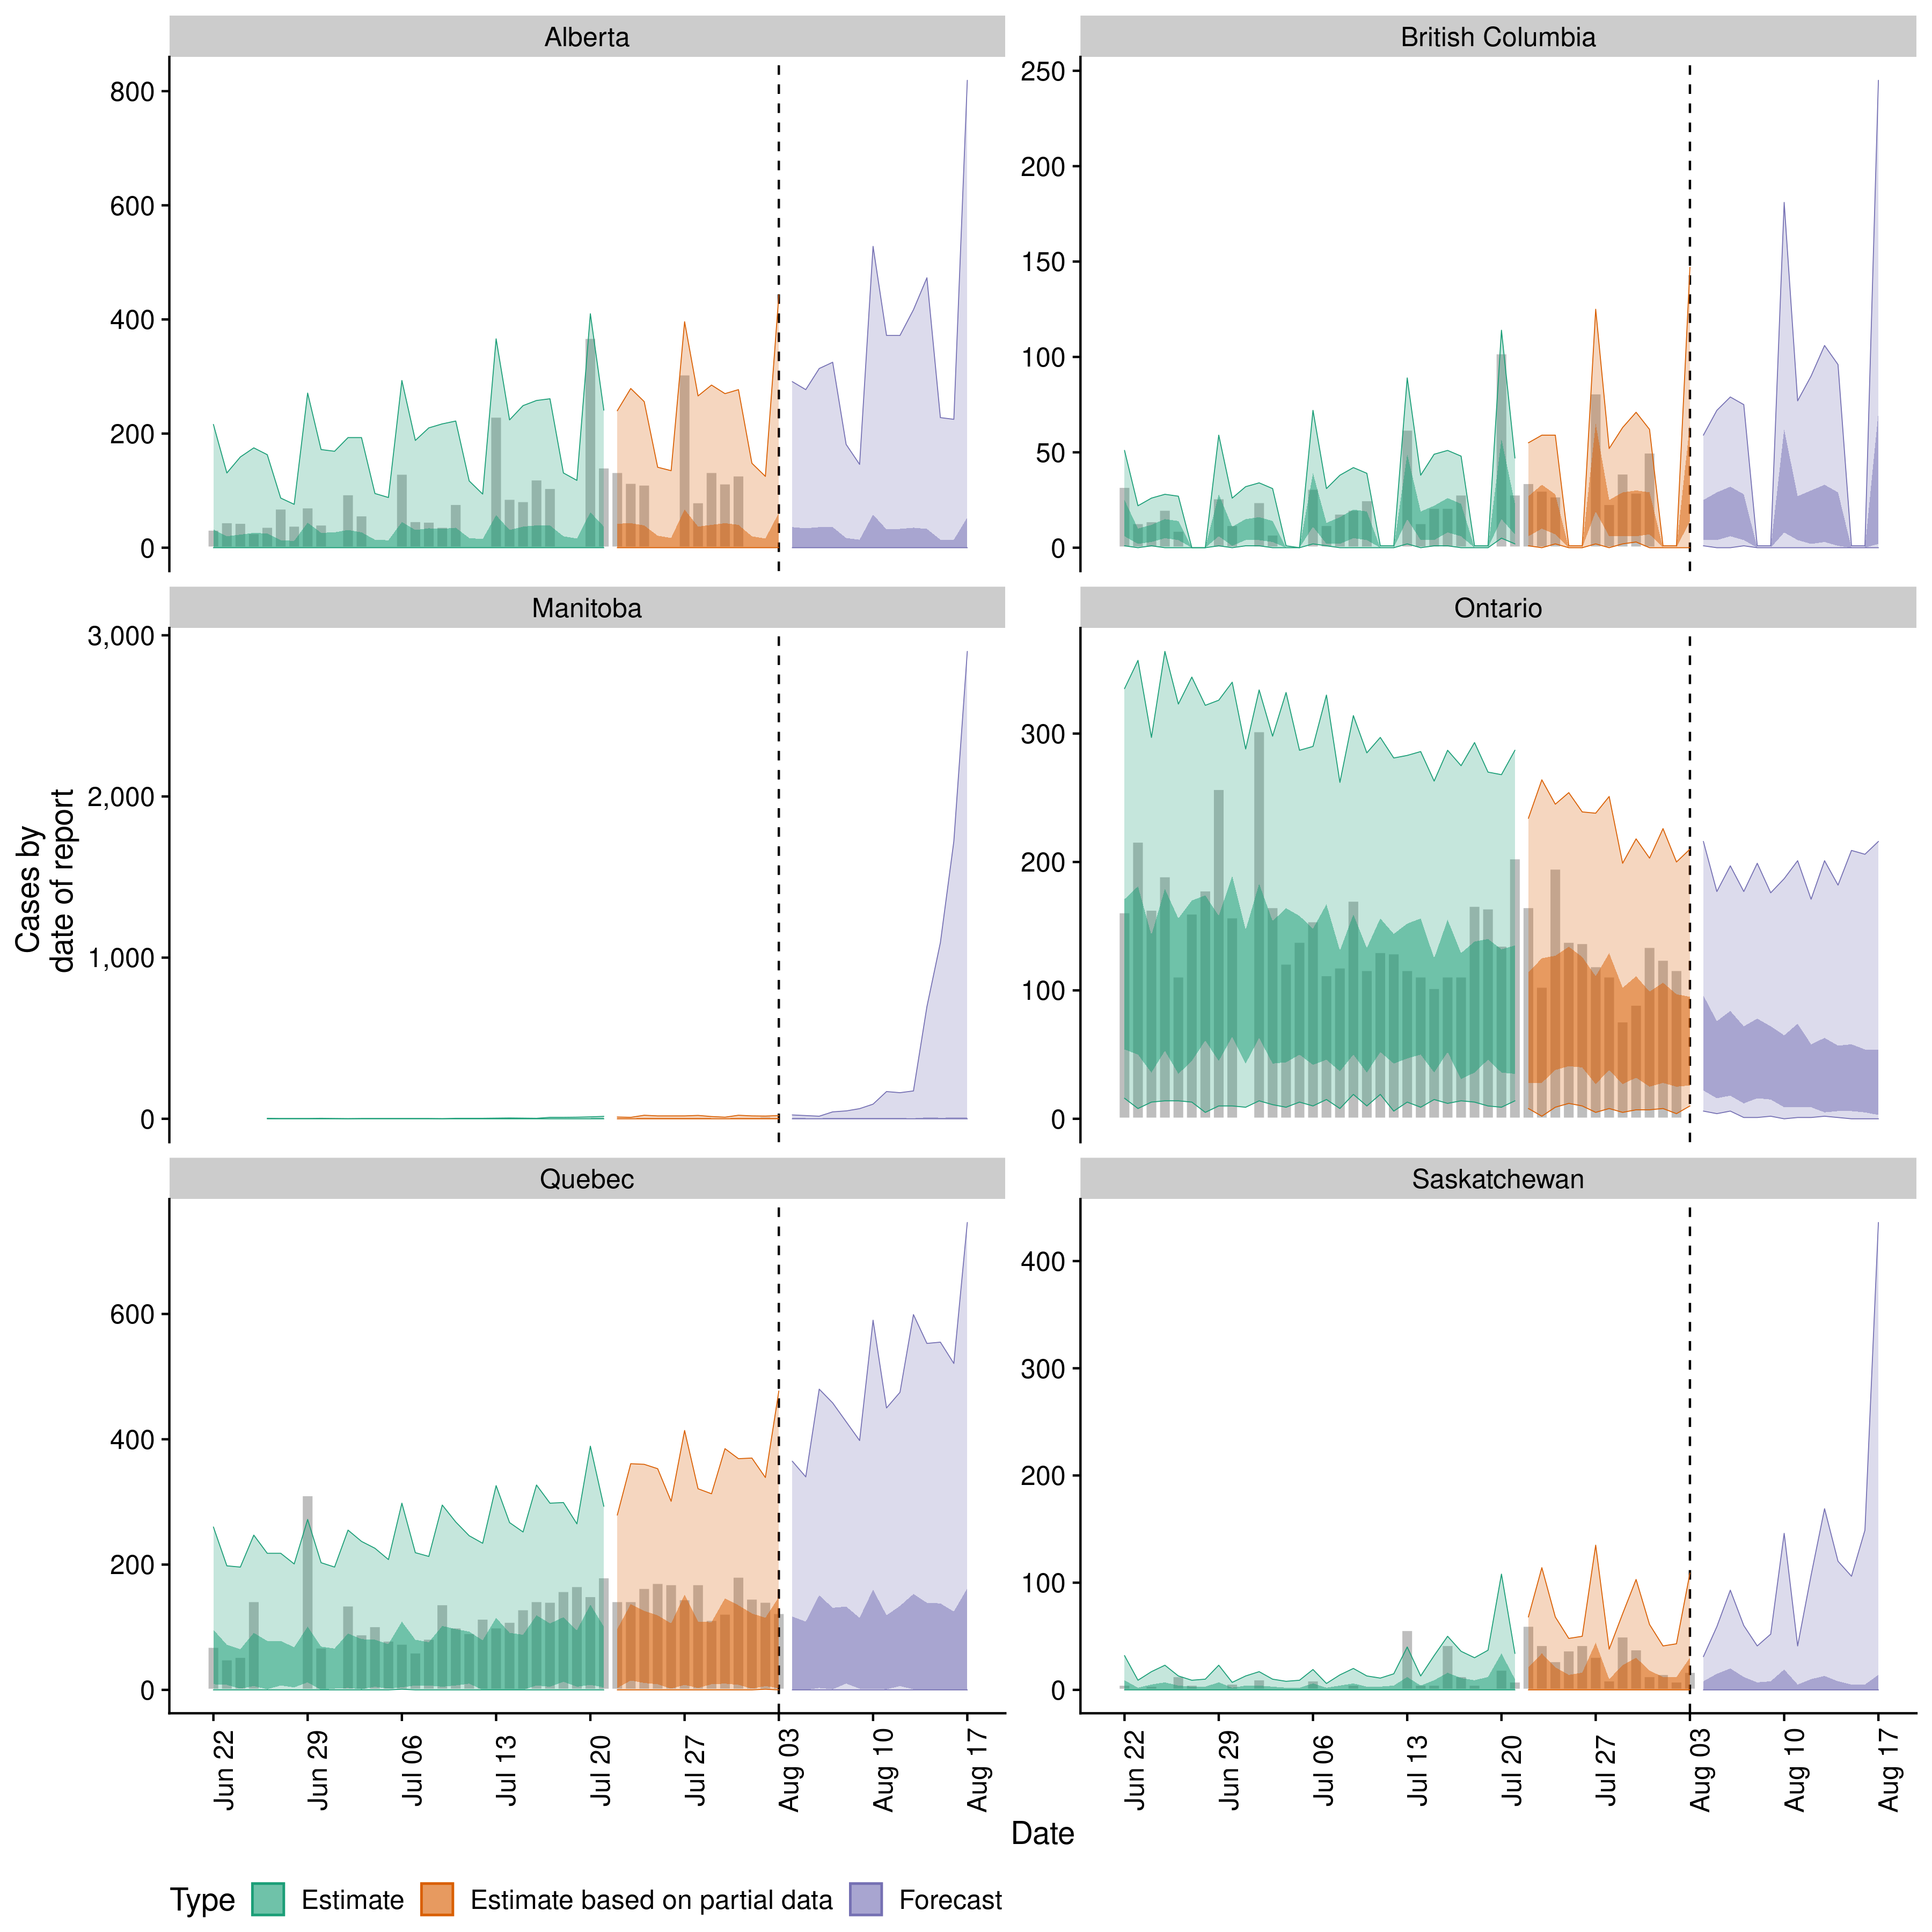 Alberta
British Columbia
800
600
400
200
0
250
200
150
100
50
0
Manitoba
Ontario
3,000
2,000
1,000
0
300
200
100
0
Cases by
date of report
Quebec
Saskatchewan
600
400
200
0
400
300
200
100
0
Jun 22
Jun 29
Jul 06
Jul 13
Jul 20
Jul 27
Aug 03
Aug 10
Aug 17
Jun 22
Jun 29
Jul 06
Jul 13
Jul 20
Jul 27
Aug 03
Aug 10
Aug 17
Date
Type Estimate Estimate based on partial data Forecast